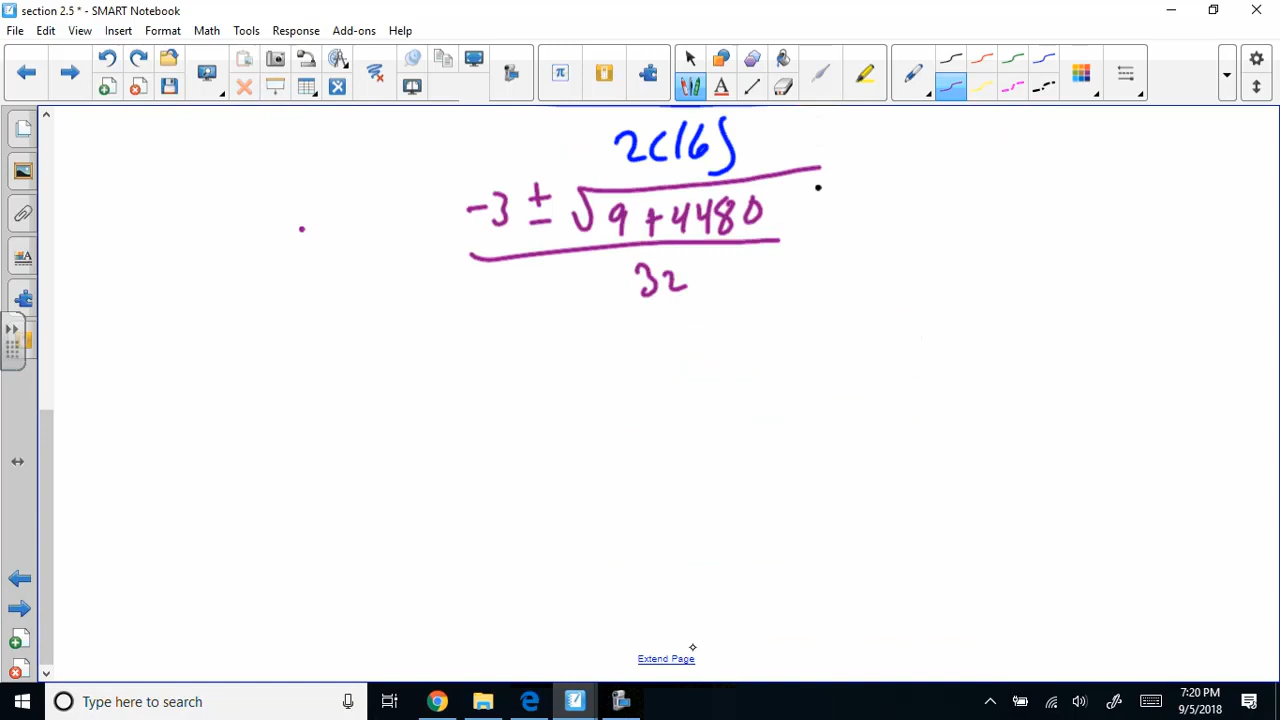 section 2.5 * - SMART Notebook
File Edit View Insert Format Math Tools Response Add-ons Help
2(16)
-3 ± √9+4480
32
Extend Page
Type here to search
7:20 PM
9/5/2018